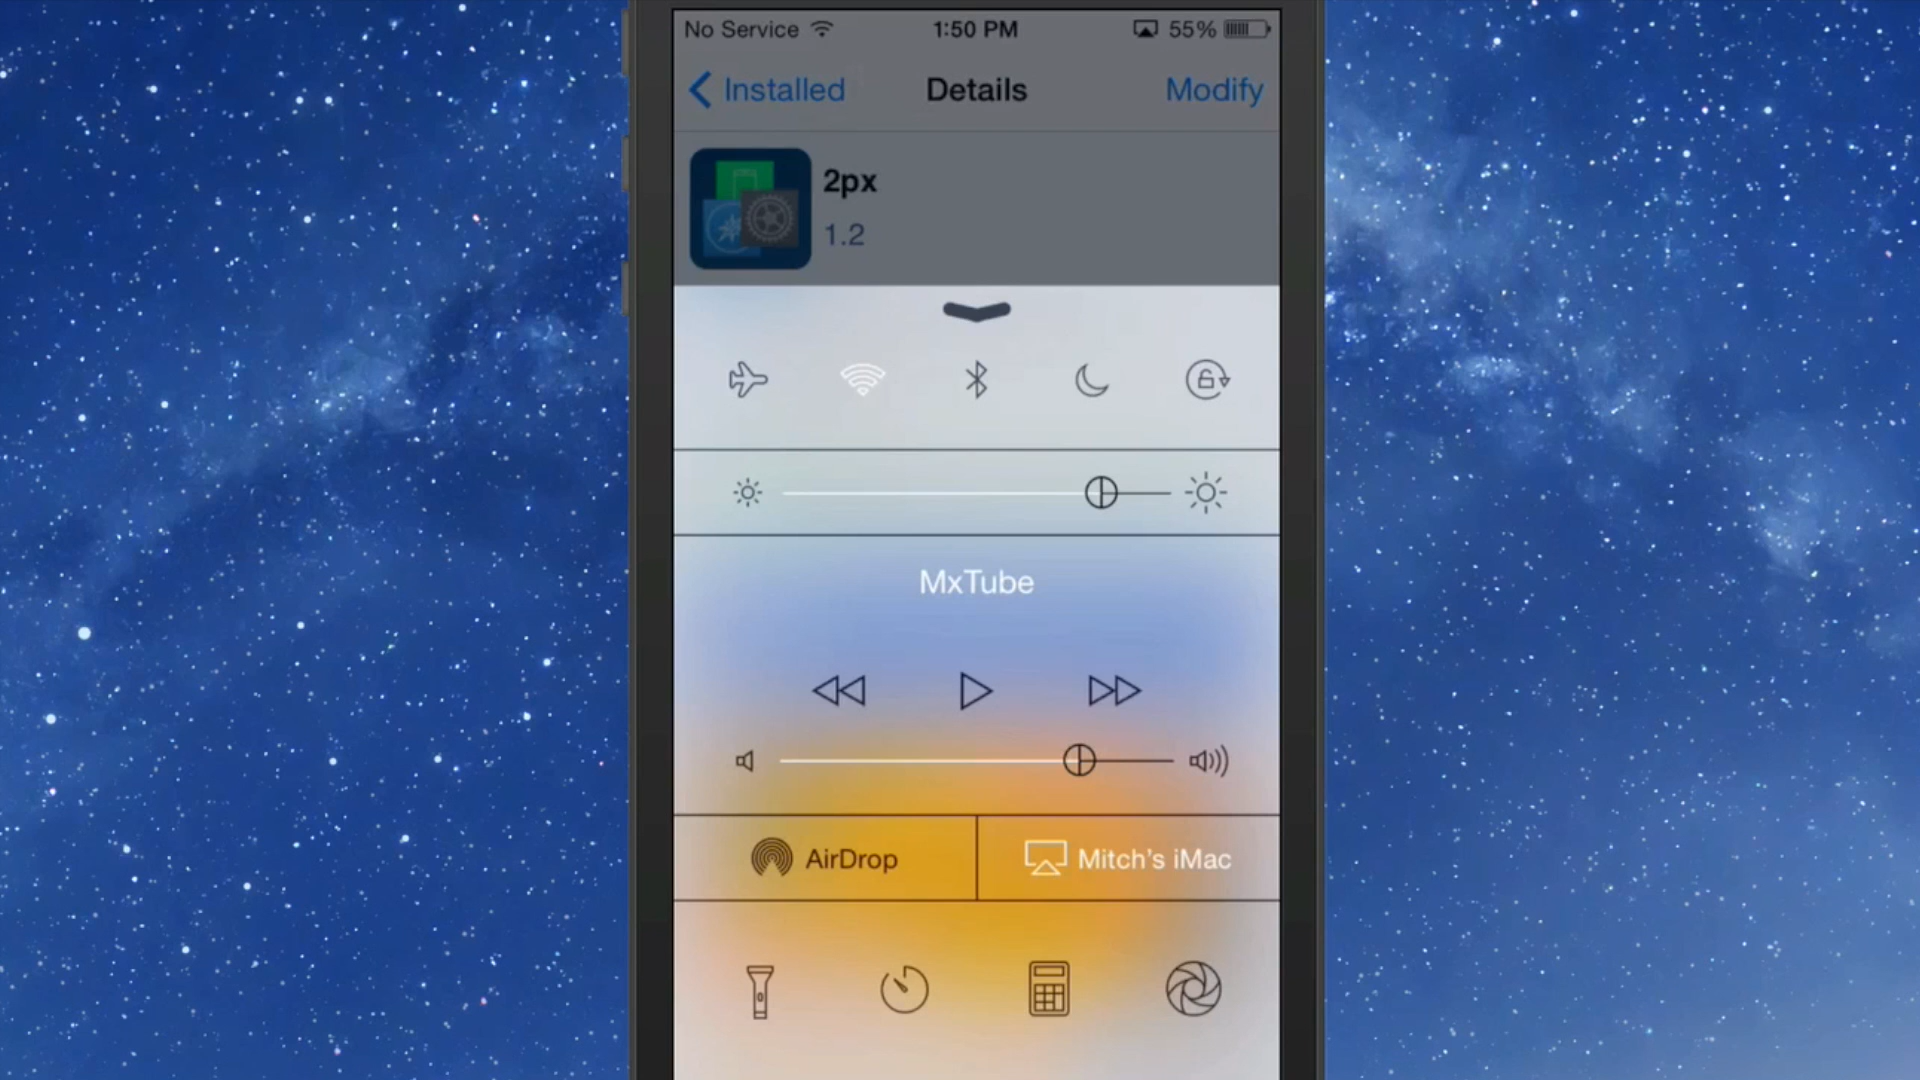 No Service 1:50 PM 55%
Installed Details Modify
2px
1.2
MxTube
AirDrop Mitch's iMac